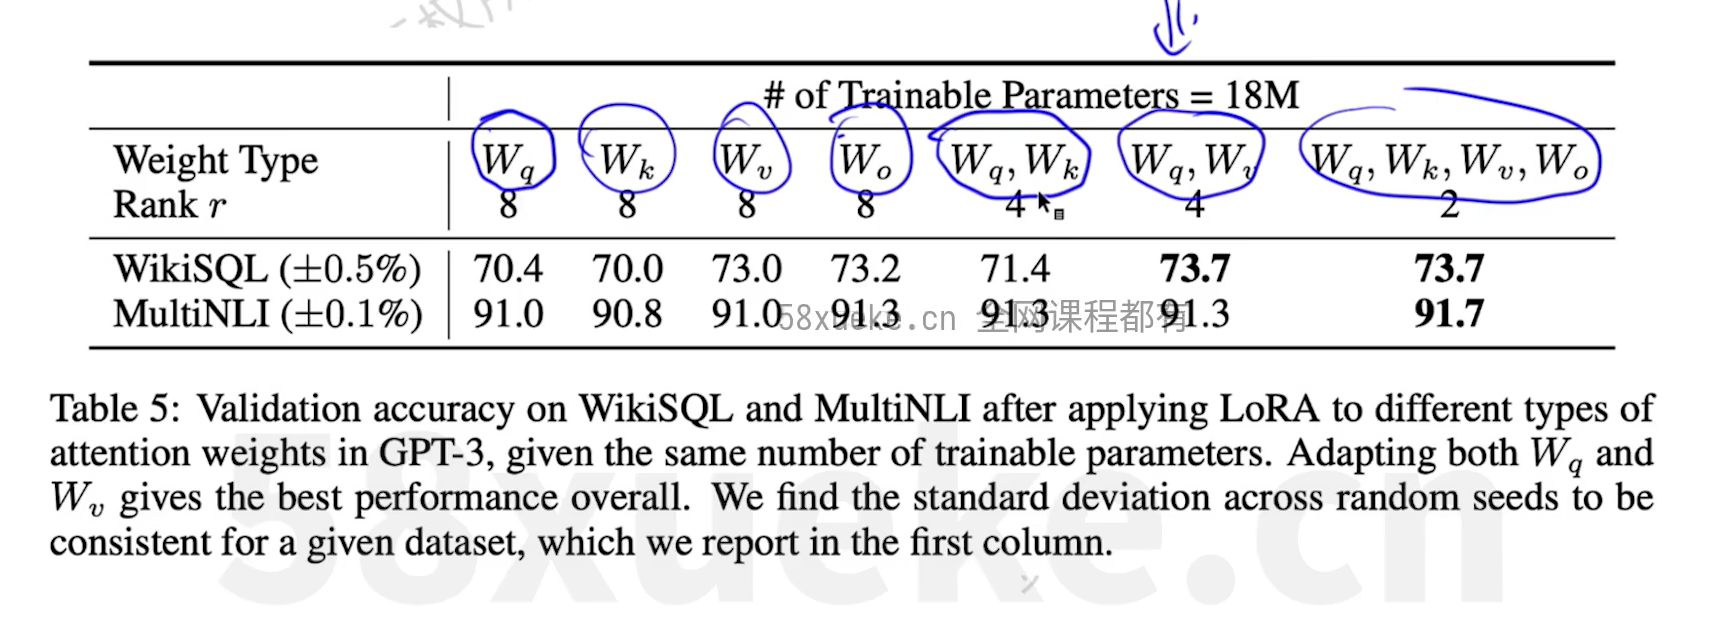 # of Trainable Parameters = 18M
Weight Type W_q W_k W_v W_o W_q, W_k W_q, W_v W_q, W_k, W_v, W_o
Rank r 8 8 8 8 4 4 2
WikiSQL (±0.5%) 70.4 70.0 73.0 73.2 71.4 73.7 73.7
MultiNLI (±0.1%) 91.0 90.8 91.0 91.3 91.3 91.3 91.7
58xueke.cn 全网课程都有
Table 5: Validation accuracy on WikiSQL and MultiNLI after applying LoRA to different types of
attention weights in GPT-3, given the same number of trainable parameters. Adapting both W_q and
W_v gives the best performance overall. We find the standard deviation across random seeds to be
consistent for a given dataset, which we report in the first column.
58xueke.cn